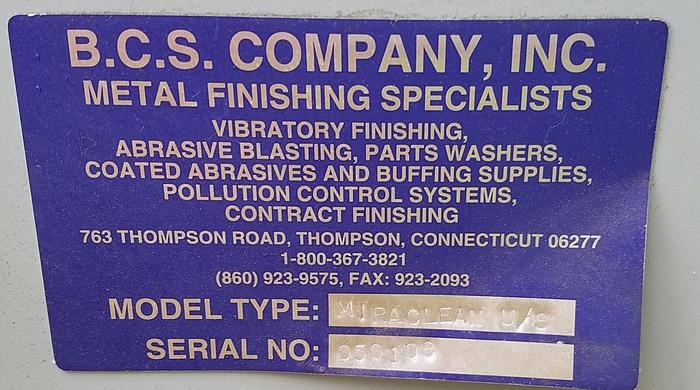 B.C.S. COMPANY, INC.
METAL FINISHING SPECIALISTS
VIBRATORY FINISHING,
ABRASIVE BLASTING, PARTS WASHERS,
COATED ABRASIVES AND BUFFING SUPPLIES,
POLLUTION CONTROL SYSTEMS,
CONTRACT FINISHING
763 THOMPSON ROAD, THOMPSON, CONNECTICUT 06277
1-800-367-3821
(860) 923-9575, FAX: 923-2093
MODEL TYPE: MIRACLEAN U/S
SERIAL NO: